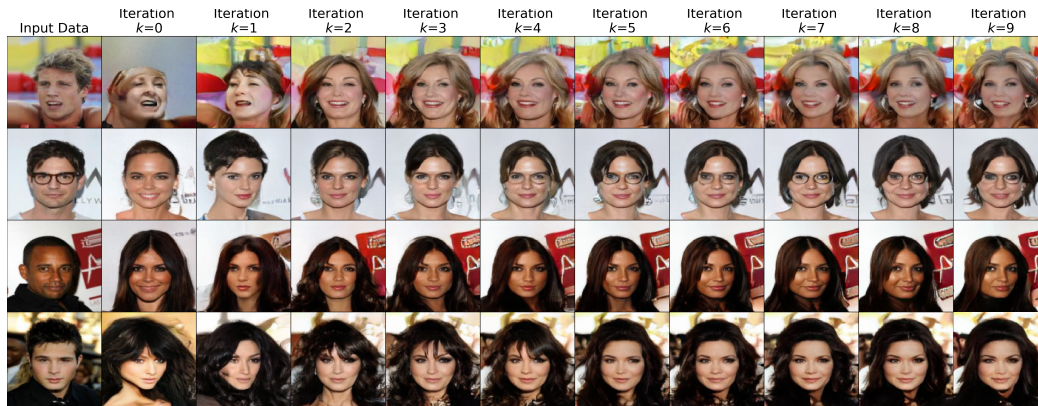 Input Data
Iteration k=0
Iteration k=1
Iteration k=2
Iteration k=3
Iteration k=4
Iteration k=5
Iteration k=6
Iteration k=7
Iteration k=8
Iteration k=9